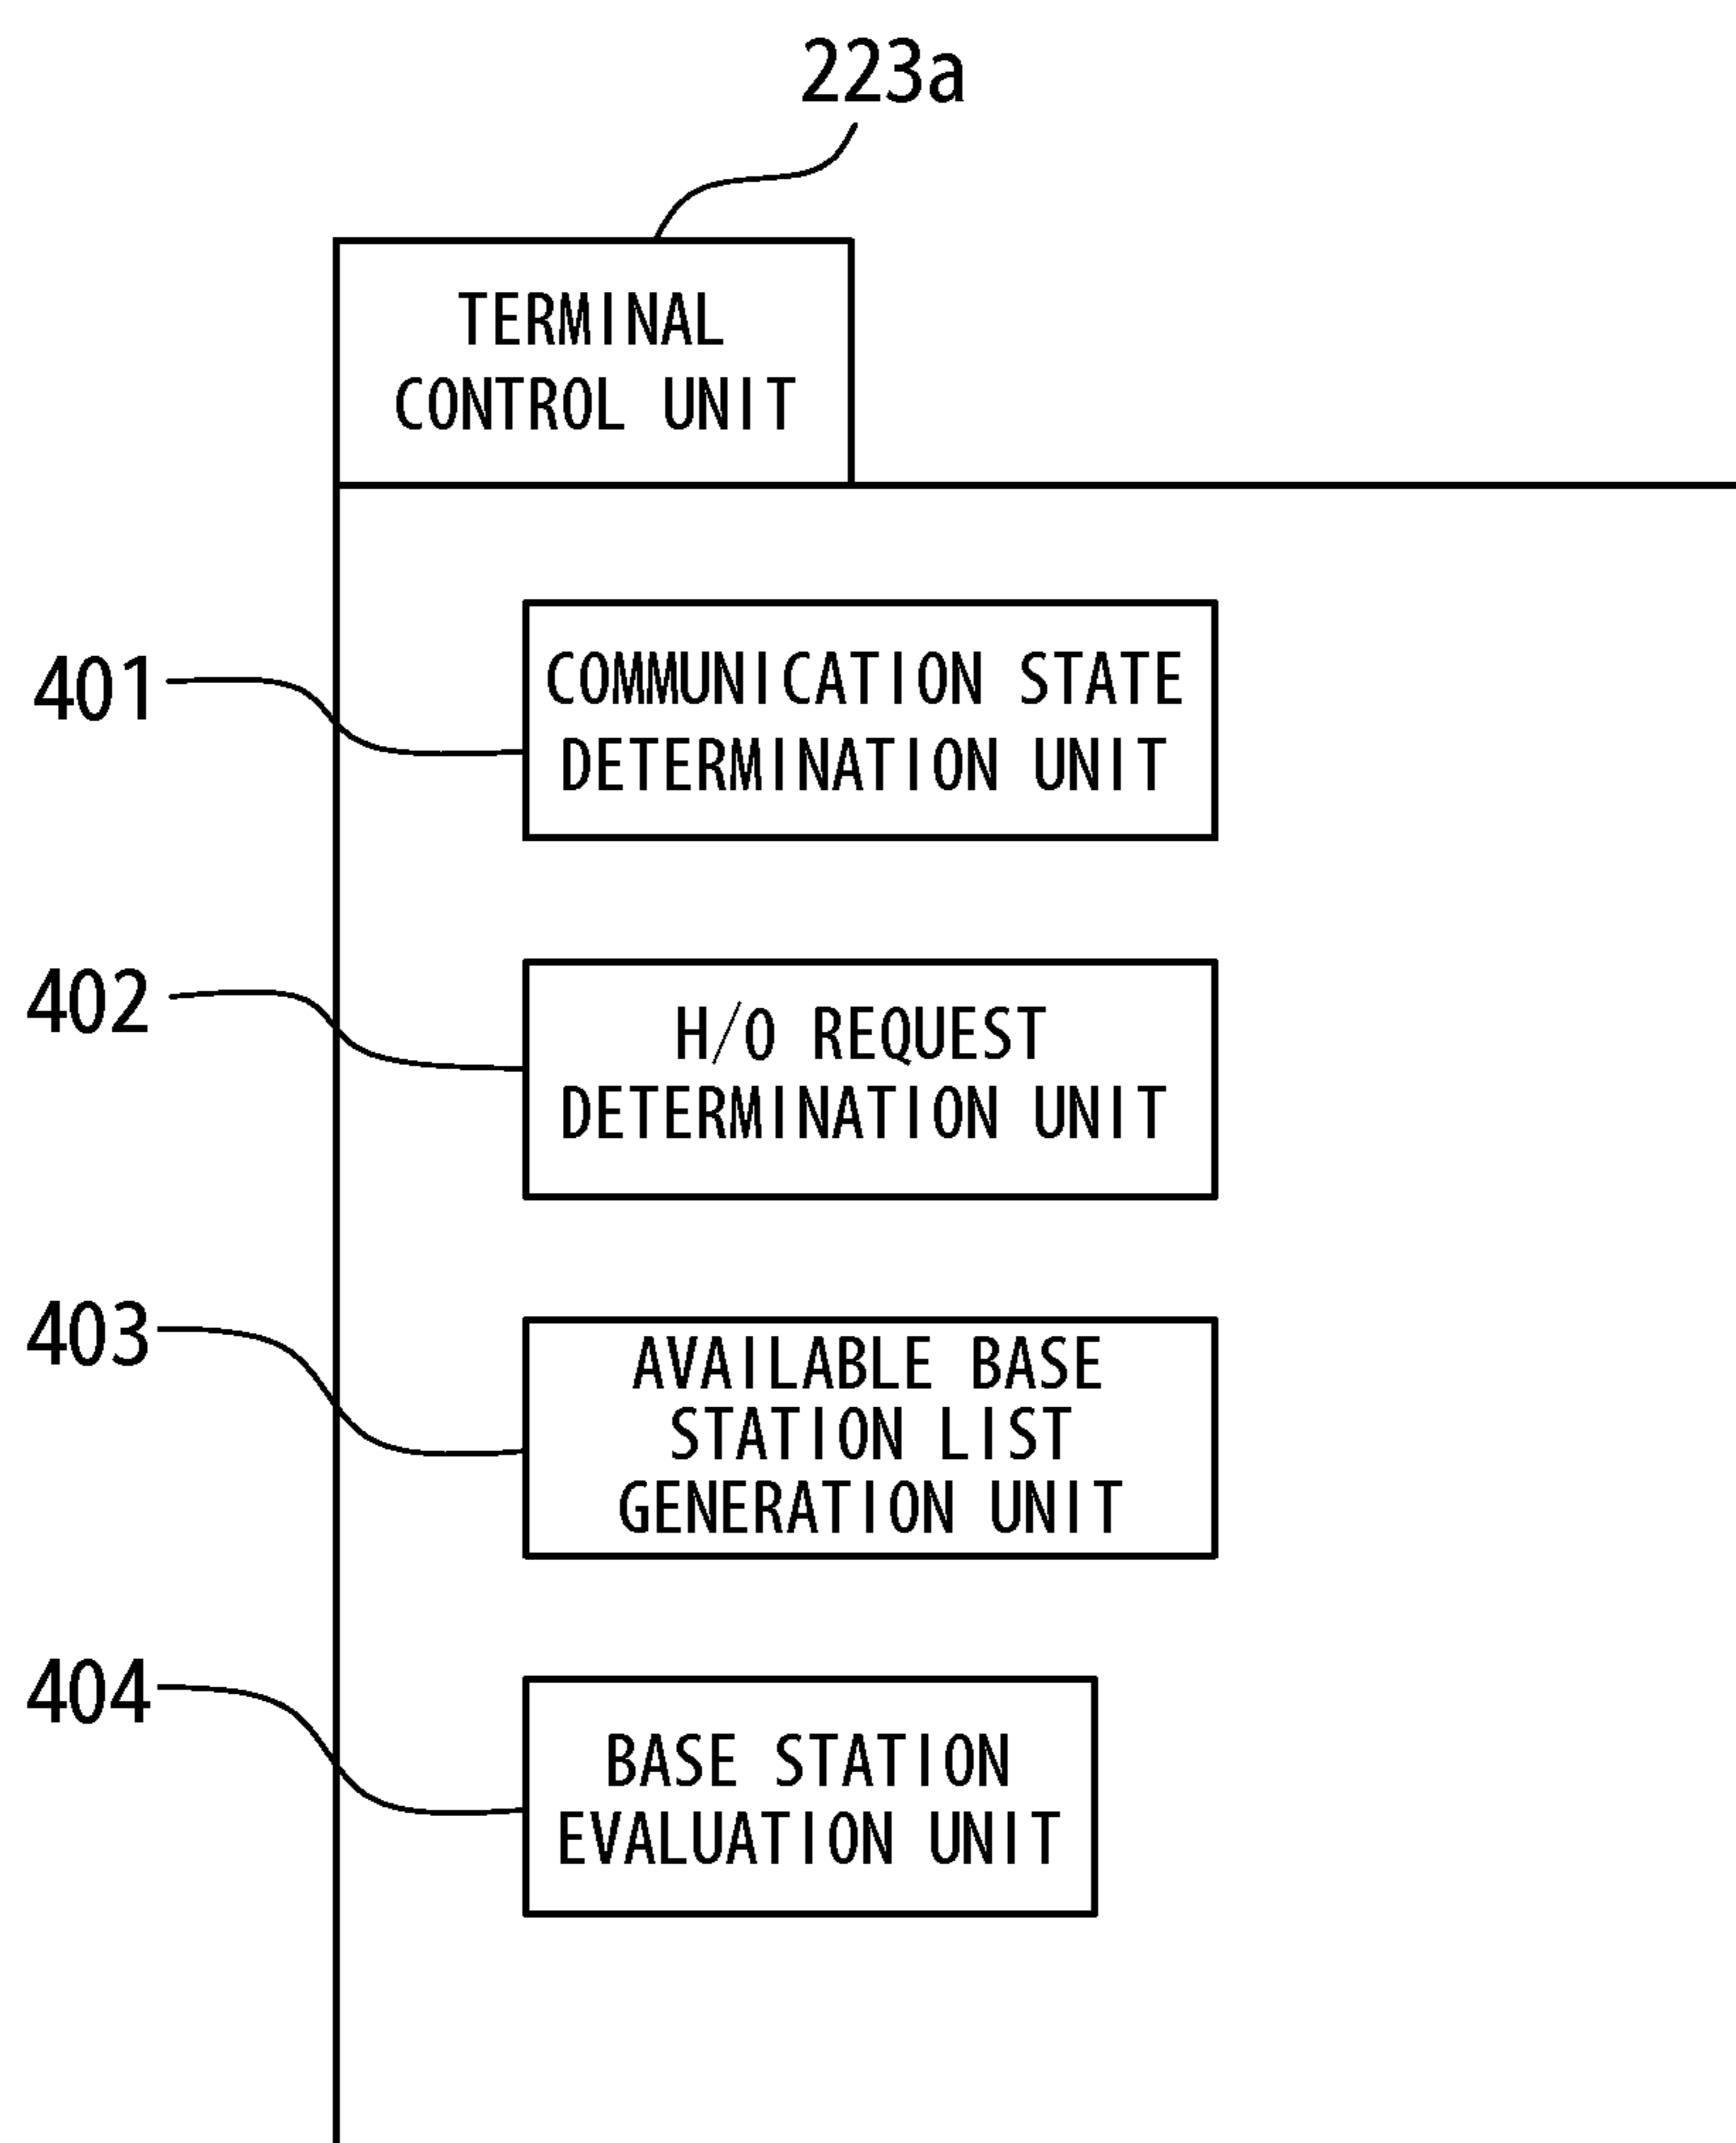 223a
TERMINAL
CONTROL UNIT
401
COMMUNICATION STATE
DETERMINATION UNIT
402
H/O REQUEST
DETERMINATION UNIT
403
AVAILABLE BASE
STATION LIST
GENERATION UNIT
404
BASE STATION
EVALUATION UNIT